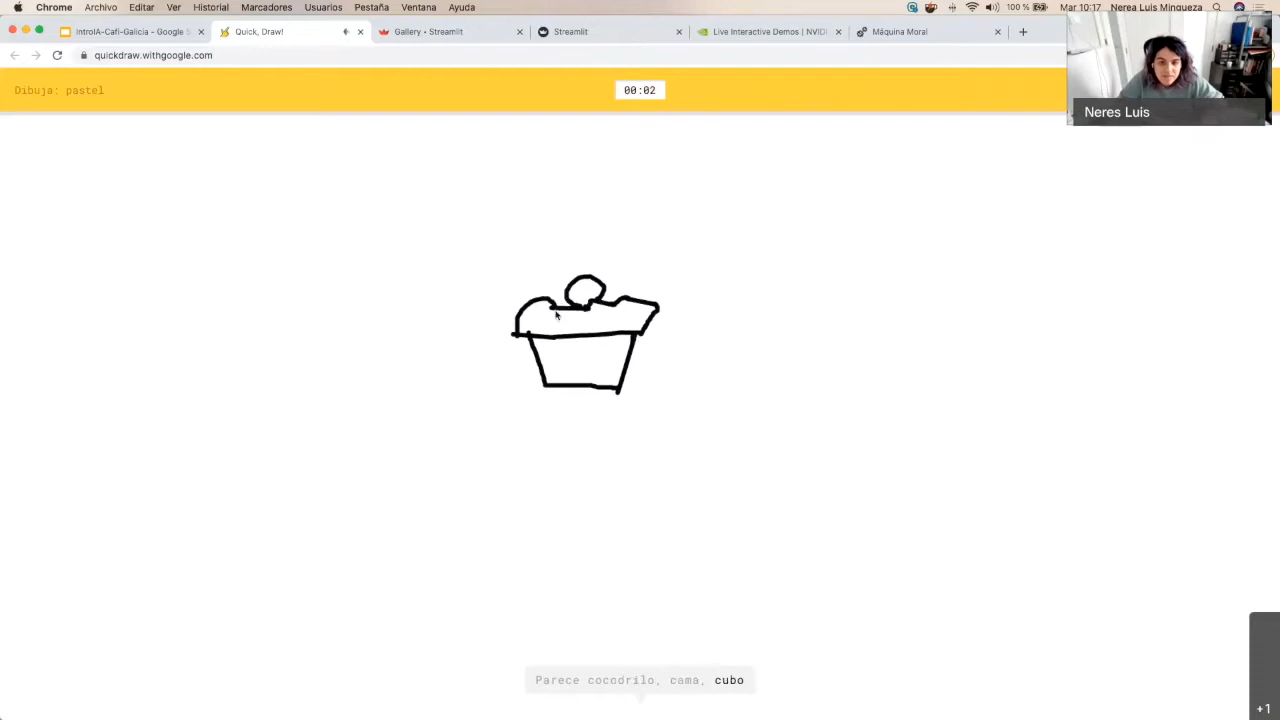 Chrome Archivo Editar Ver Historial Marcadores Usuarios Pestaña Ventana Ayuda 100 % Mar 10:17 Nerea Luis Mingueza
IntroIA-Cafi-Galicia - Google S Quick, Draw! Gallery • Streamlit Streamlit Live Interactive Demos | NVIDI Máquina Moral
quickdraw.withgoogle.com
Dibuja: pastel 00:02
Neres Luis
Parece cocodrilo, cama, cubo
+1